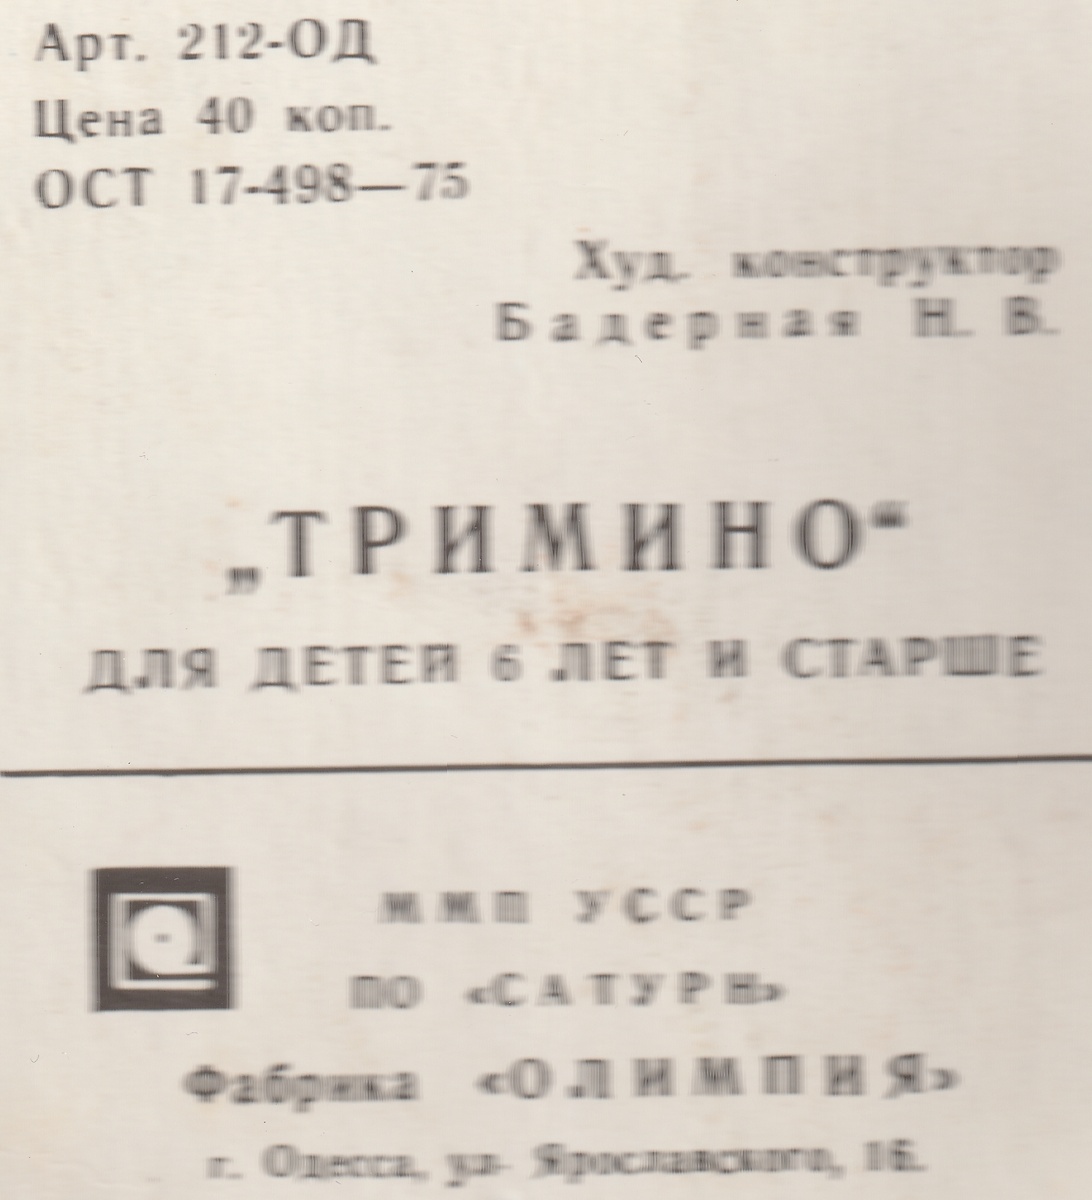 Арт. 212-ОД
Цена 40 коп.
ОСТ 17-498—75
Худ. конструктор
Бадерная Н. В.
„ТРИМИНО“
ДЛЯ ДЕТЕЙ 6 ЛЕТ И СТАРШЕ
ММП УССР
ПО «САТУРН»
Фабрика «ОЛИМПИЯ»
г. Одесса, ул. Ярославского, 16.